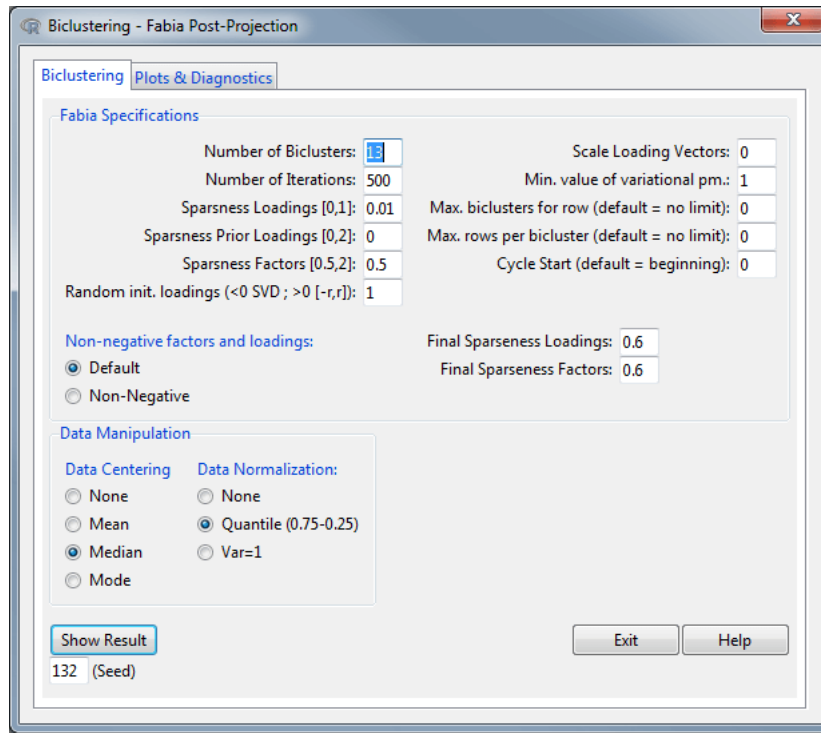 Biclustering - Fabia Post-Projection
Biclustering Plots & Diagnostics
Fabia Specifications
Number of Biclusters: 13
Number of Iterations: 500
Sparsness Loadings [0,1]: 0.01
Sparsness Prior Loadings [0,2]: 0
Sparsness Factors [0.5,2]: 0.5
Random init. loadings (<0 SVD ; >0 [-r,r]): 1
Scale Loading Vectors: 0
Min. value of variational pm.: 1
Max. biclusters for row (default = no limit): 0
Max. rows per bicluster (default = no limit): 0
Cycle Start (default = beginning): 0
Non-negative factors and loadings:
Default
Non-Negative
Final Sparseness Loadings: 0.6
Final Sparseness Factors: 0.6
Data Manipulation
Data Centering
None
Mean
Median
Mode
Data Normalization:
None
Quantile (0.75-0.25)
Var=1
Show Result
132 (Seed)
Exit
Help